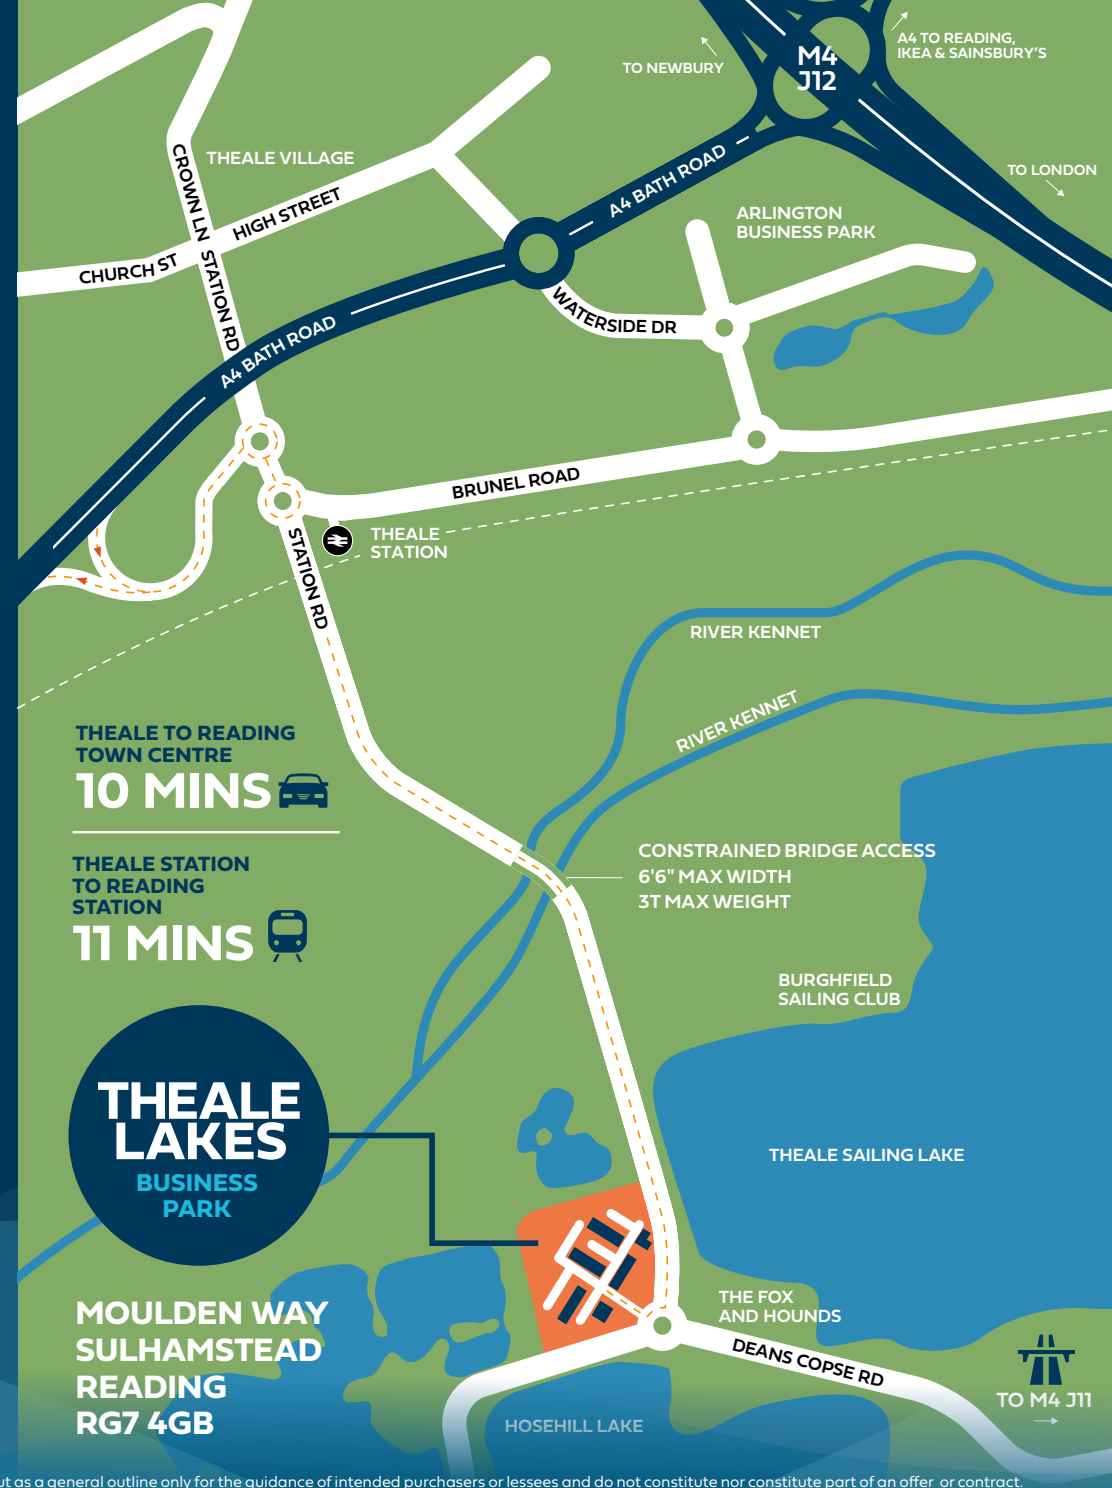 A4 TO READING,
IKEA & SAINSBURY'S
M4
J12
TO NEWBURY
TO LONDON
THEALE VILLAGE
CROWN LN
HIGH STREET
A4 BATH ROAD
ARLINGTON
BUSINESS PARK
CHURCH ST
STATION RD
WATERSIDE DR
A4 BATH ROAD
BRUNEL ROAD
THEALE
STATION
STATION RD
RIVER KENNET
RIVER KENNET
THEALE TO READING
TOWN CENTRE
10 MINS
THEALE STATION
TO READING
STATION
11 MINS
CONSTRAINED BRIDGE ACCESS
6'6" MAX WIDTH
3T MAX WEIGHT
BURGHFIELD
SAILING CLUB
THEALE
LAKES
BUSINESS
PARK
THEALE SAILING LAKE
THE FOX
AND HOUNDS
DEANS COPSE RD
MOULDEN WAY
SULHAMSTEAD
READING
RG7 4GB
TO M4 J11
HOSEHILL LAKE
as a general outline only for the guidance of intended purchasers or lessees and do not constitute nor constitute part of an offer or contract.